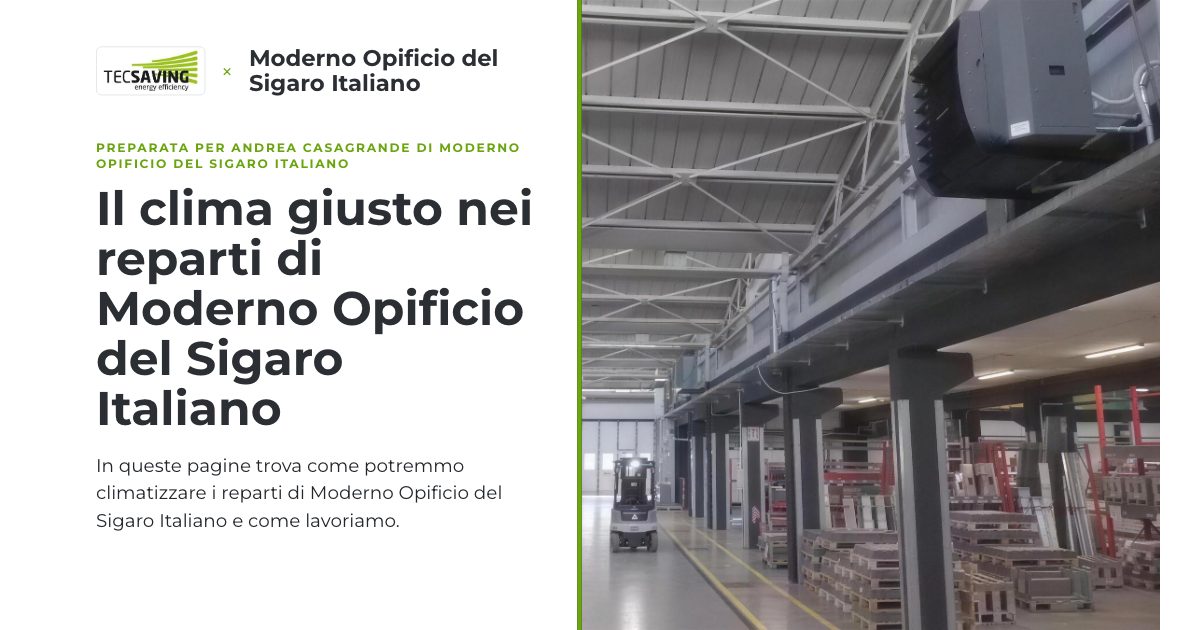 TECSAVING
energy efficiency
×
Moderno Opificio del
Sigaro Italiano
PREPARATA PER ANDREA CASAGRANDE DI MODERNO
OPIFICIO DEL SIGARO ITALIANO
Il clima giusto nei
reparti di
Moderno Opificio
del Sigaro
Italiano
In queste pagine trova come potremmo
climatizzare i reparti di Moderno Opificio del
Sigaro Italiano e come lavoriamo.